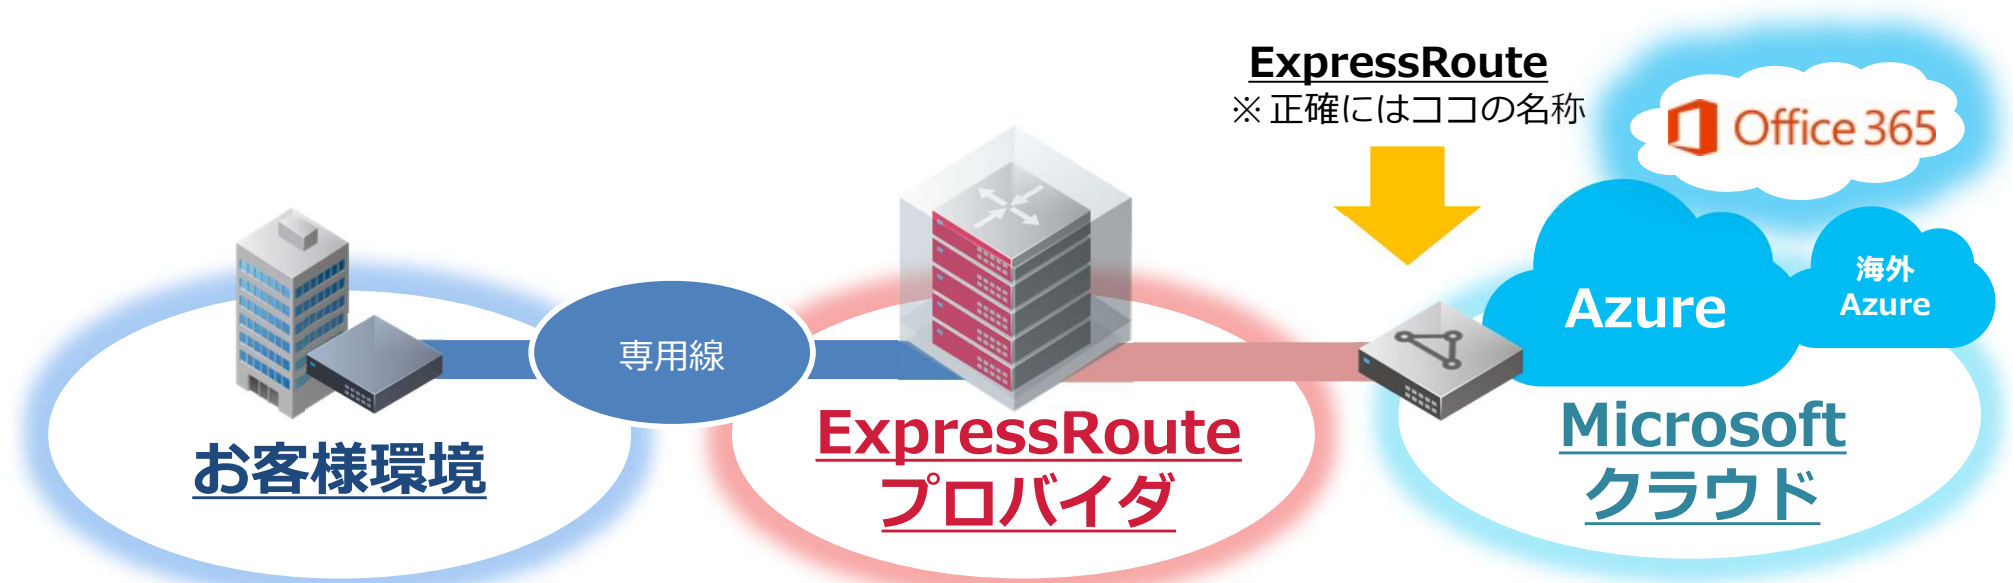 ExpressRoute
※ 正確にはココの名称
Office 365
海外
Azure
Azure
専用線
お客様環境
ExpressRoute
プロバイダ
Microsoft
クラウド